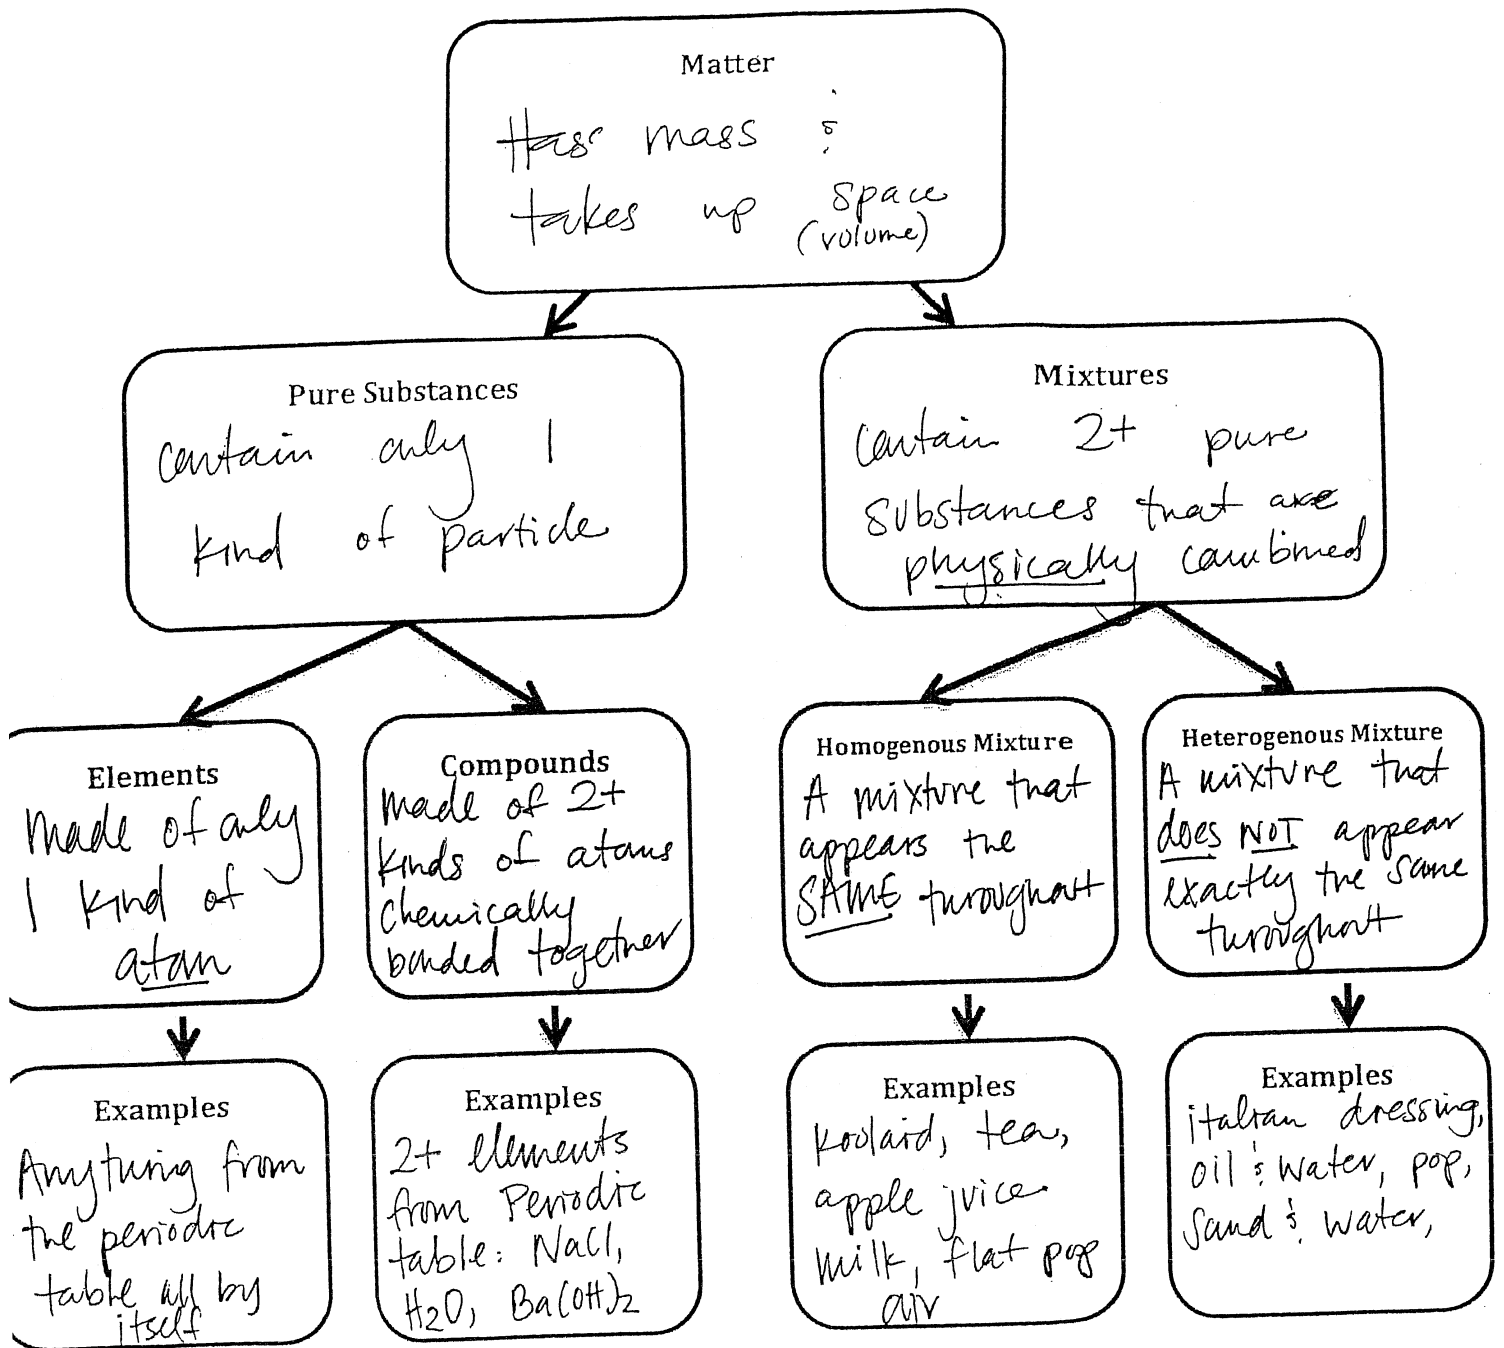 Matter
Has mass &
takes up space
(volume)
Pure Substances
contain only 1
kind of particle
Mixtures
contain 2+ pure
substances that are
physically combined
Elements
Made of only
1 kind of
atom
Compounds
Made of 2+
kinds of atoms
chemically
bonded together
Homogenous Mixture
A mixture that
appears the
SAME throughout
Heterogenous Mixture
A mixture that
does NOT appear
exactly the same
throughout
Examples
Anything from
the periodic
table all by
itself
Examples
2+ elements
from Periodic
table: NaCl,
H2O, Ba(OH)2
Examples
Koolaid, tea,
apple juice
milk, flat pop
air
Examples
italian dressing,
oil & water, pop,
sand & water,